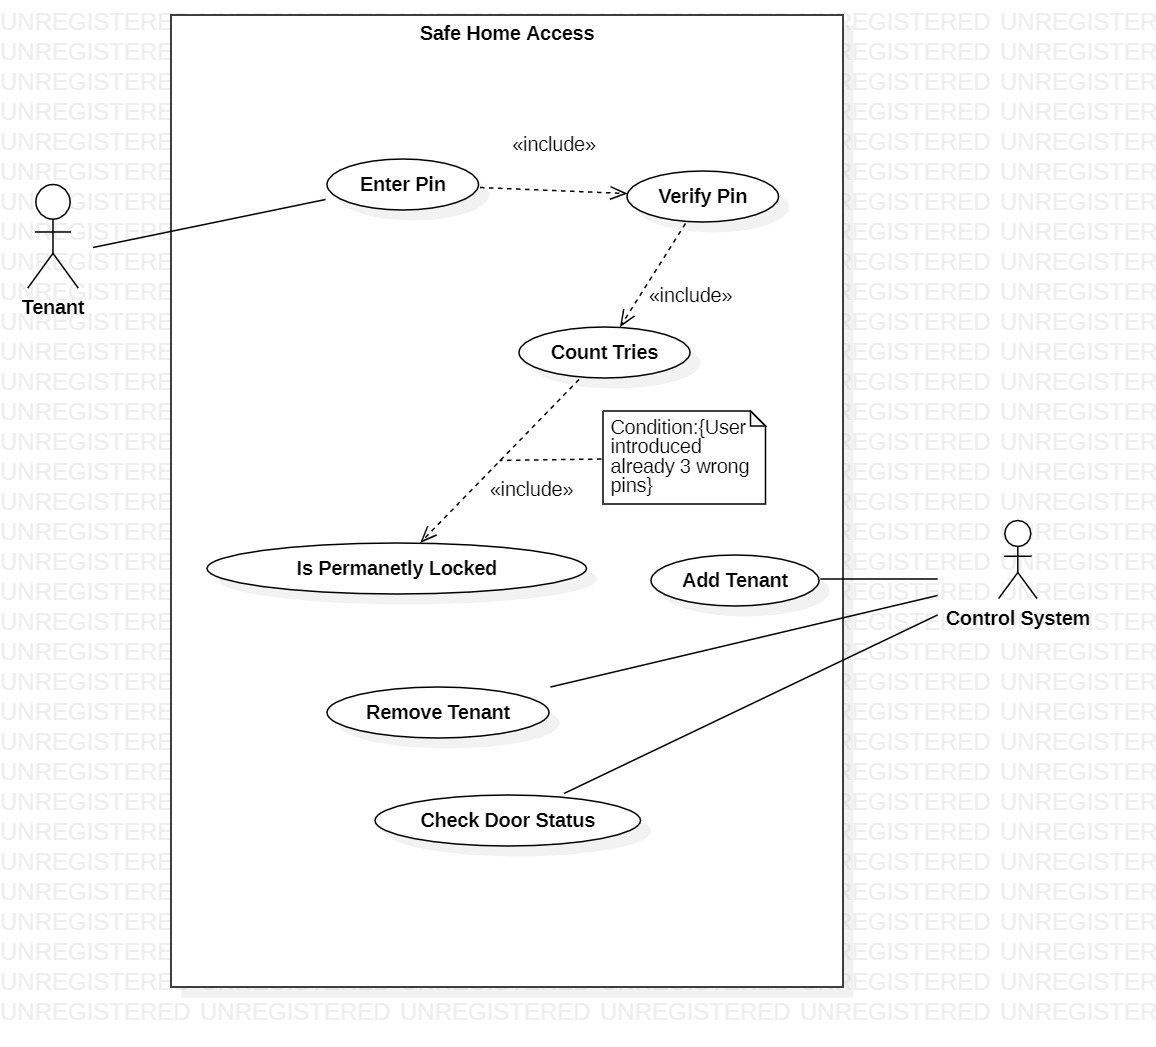 Safe Home Access
«include»
Enter Pin
Verify Pin
Tenant
«include»
Count Tries
Condition:{User
introduced
already 3 wrong
pins}
«include»
Is Permanetly Locked
Add Tenant
Control System
Remove Tenant
Check Door Status
UNREGISTERED UNREGISTERED UNREGISTERED UNREGISTERED UNREGISTERED UNREGISTER